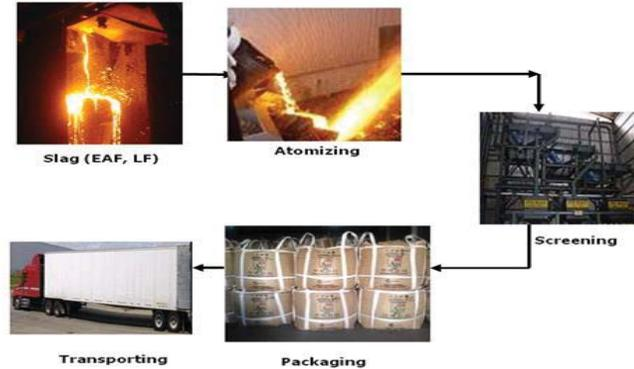 Slag (EAF, LF)
Atomizing
Screening
Packaging
Transporting